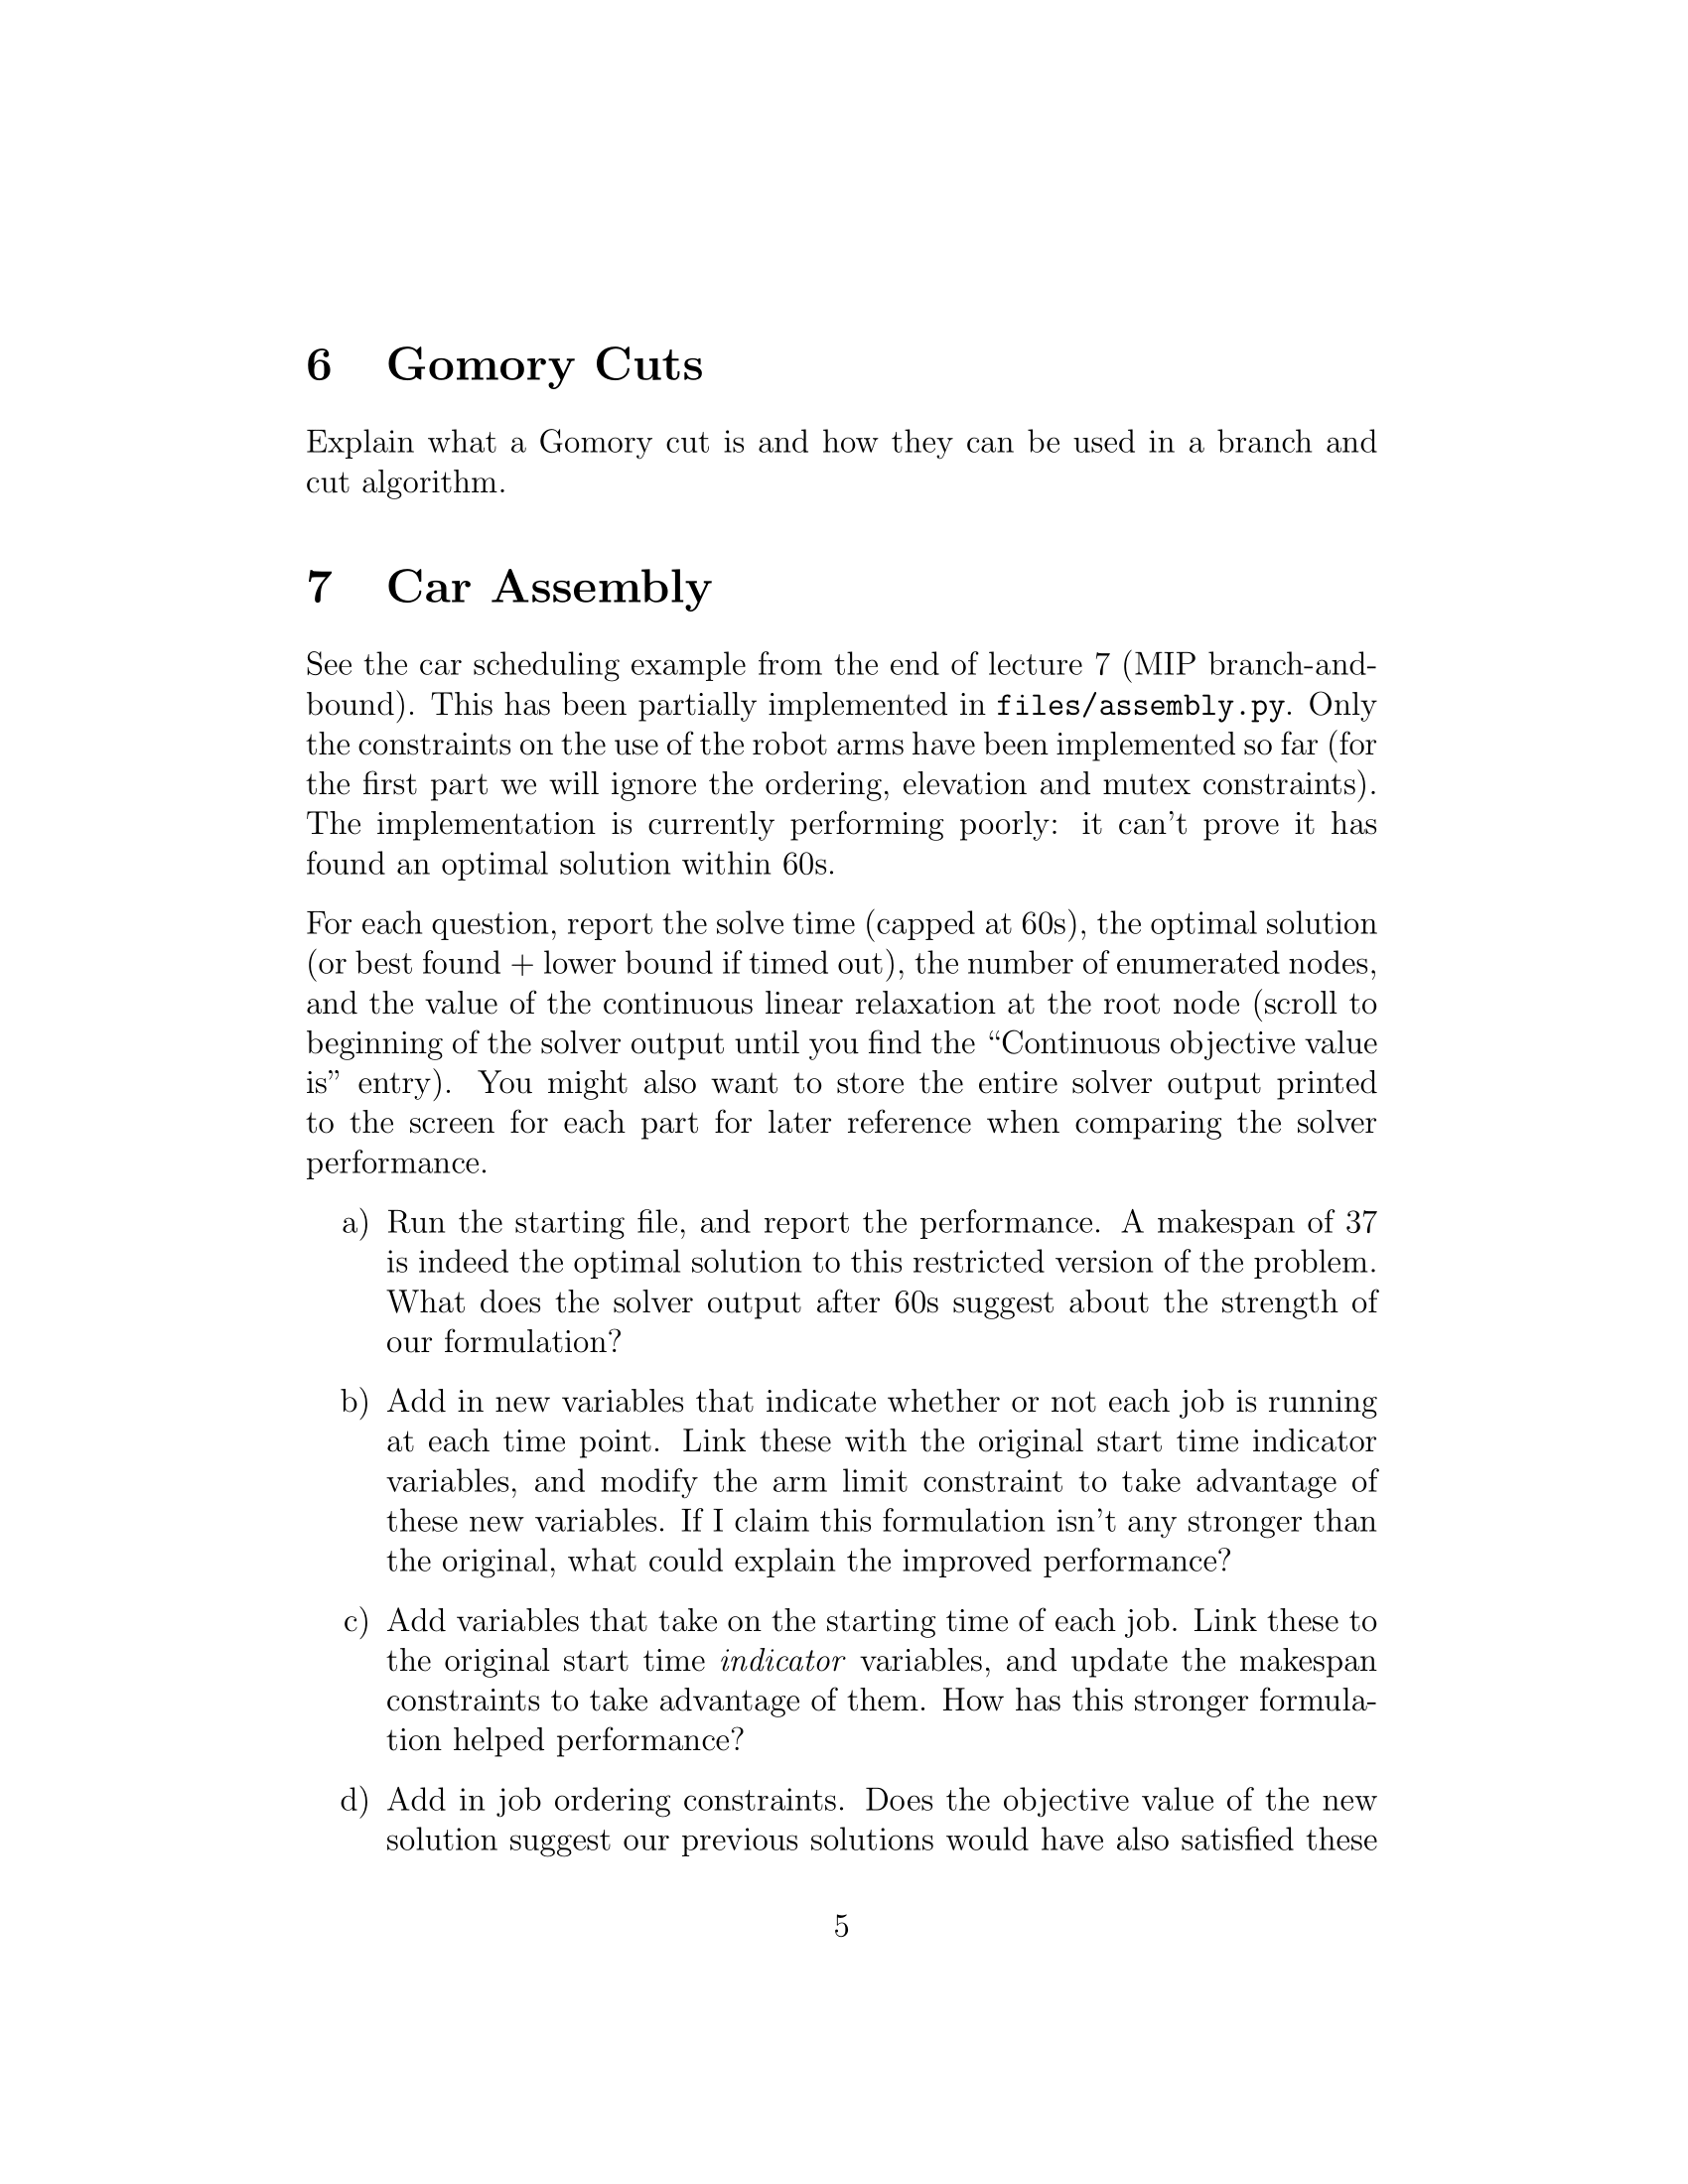 6 Gomory Cuts
Explain what a Gomory cut is and how they can be used in a branch and
cut algorithm.
7 Car Assembly
See the car scheduling example from the end of lecture 7 (MIP branch-and-
bound). This has been partially implemented in files/assembly.py. Only
the constraints on the use of the robot arms have been implemented so far (for
the first part we will ignore the ordering, elevation and mutex constraints).
The implementation is currently performing poorly: it can't prove it has
found an optimal solution within 60s.
For each question, report the solve time (capped at 60s), the optimal solution
(or best found + lower bound if timed out), the number of enumerated nodes,
and the value of the continuous linear relaxation at the root node (scroll to
beginning of the solver output until you find the “Continuous objective value
is” entry). You might also want to store the entire solver output printed
to the screen for each part for later reference when comparing the solver
performance.
a) Run the starting file, and report the performance. A makespan of 37
is indeed the optimal solution to this restricted version of the problem.
What does the solver output after 60s suggest about the strength of
our formulation?
b) Add in new variables that indicate whether or not each job is running
at each time point. Link these with the original start time indicator
variables, and modify the arm limit constraint to take advantage of
these new variables. If I claim this formulation isn't any stronger than
the original, what could explain the improved performance?
c) Add variables that take on the starting time of each job. Link these to
the original start time indicator variables, and update the makespan
constraints to take advantage of them. How has this stronger formula-
tion helped performance?
d) Add in job ordering constraints. Does the objective value of the new
solution suggest our previous solutions would have also satisfied these
5